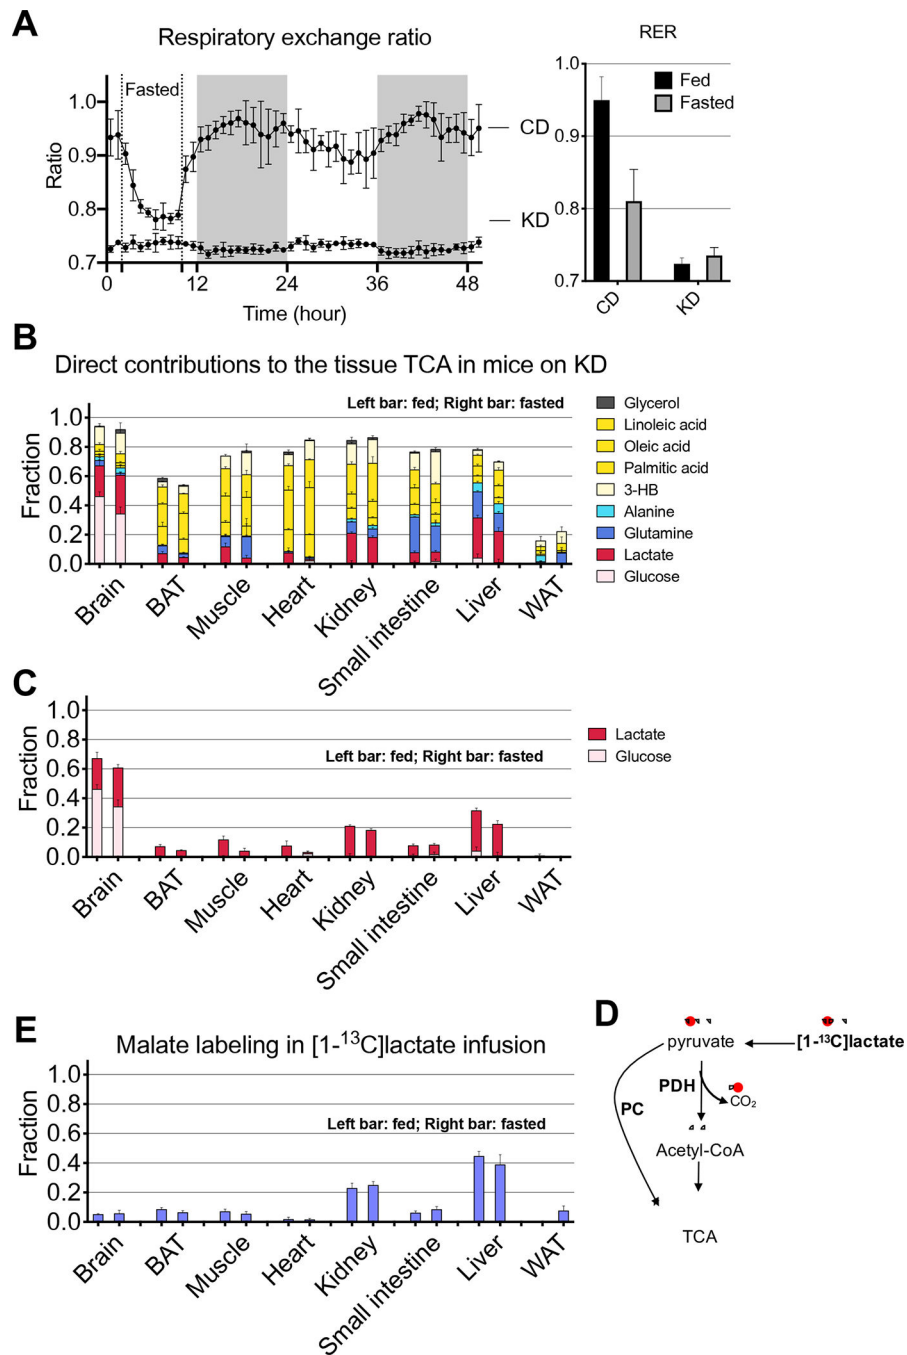 A
Respiratory exchange ratio
Fasted
1.0
0.9
0.8
0.7
Ratio
CD
KD
0
12
24
36
48
Time (hour)
RER
1.0
0.9
0.8
0.7
Fed
Fasted
CD
KD
B
Direct contributions to the tissue TCA in mice on KD
Left bar: fed; Right bar: fasted
1.0
0.8
0.6
0.4
0.2
0.0
Fraction
Brain
BAT
Muscle
Heart
Kidney
Small intestine
Liver
WAT
Glycerol
Linoleic acid
Oleic acid
Palmitic acid
3-HB
Alanine
Glutamine
Lactate
Glucose
C
Left bar: fed; Right bar: fasted
1.0
0.8
0.6
0.4
0.2
0.0
Fraction
Brain
BAT
Muscle
Heart
Kidney
Small intestine
Liver
WAT
Lactate
Glucose
E
Malate labeling in [1-¹³C]lactate infusion
Left bar: fed; Right bar: fasted
1.0
0.8
0.6
0.4
0.2
0.0
Fraction
Brain
BAT
Muscle
Heart
Kidney
Small intestine
Liver
WAT
D
pyruvate
[1-¹³C]lactate
PDH
PC
CO₂
Acetyl-CoA
TCA